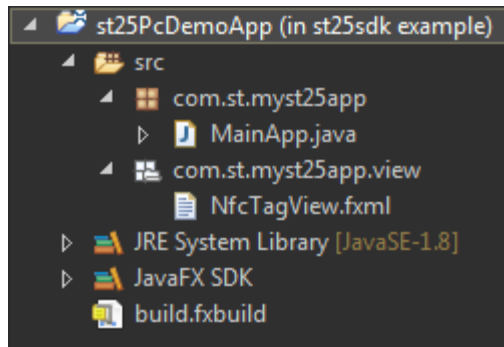 st25PcDemoApp (in st25sdk example)
src
com.st.myst25app
MainApp.java
com.st.myst25app.view
NfcTagView.fxml
JRE System Library [JavaSE-1.8]
JavaFX SDK
build.fxbuild